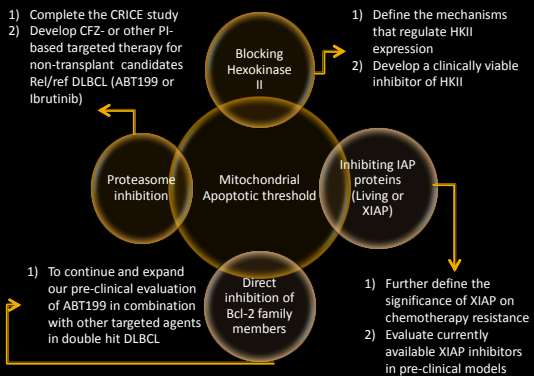 1) Complete the CRICE study
2) Develop CFZ- or other PI-
based targeted therapy for
non-transplant candidates
Rel/ref DLBCL (ABT199 or
Ibrutinib)
Blocking
Hexokinase
II
1) Define the mechanisms
that regulate HKII
expression
2) Develop a clinically viable
inhibitor of HKII
Proteasome
inhibition
Mitochondrial
Apoptotic threshold
Inhibiting IAP
proteins
(Living or
XIAP)
1) To continue and expand
our pre-clinical evaluation
of ABT199 in combination
with other targeted agents
in double hit DLBCL
Direct
inhibition of
Bcl-2 family
members
1) Further define the
significance of XIAP on
chemotherapy resistance
2) Evaluate currently
available XIAP inhibitors
in pre-clinical models